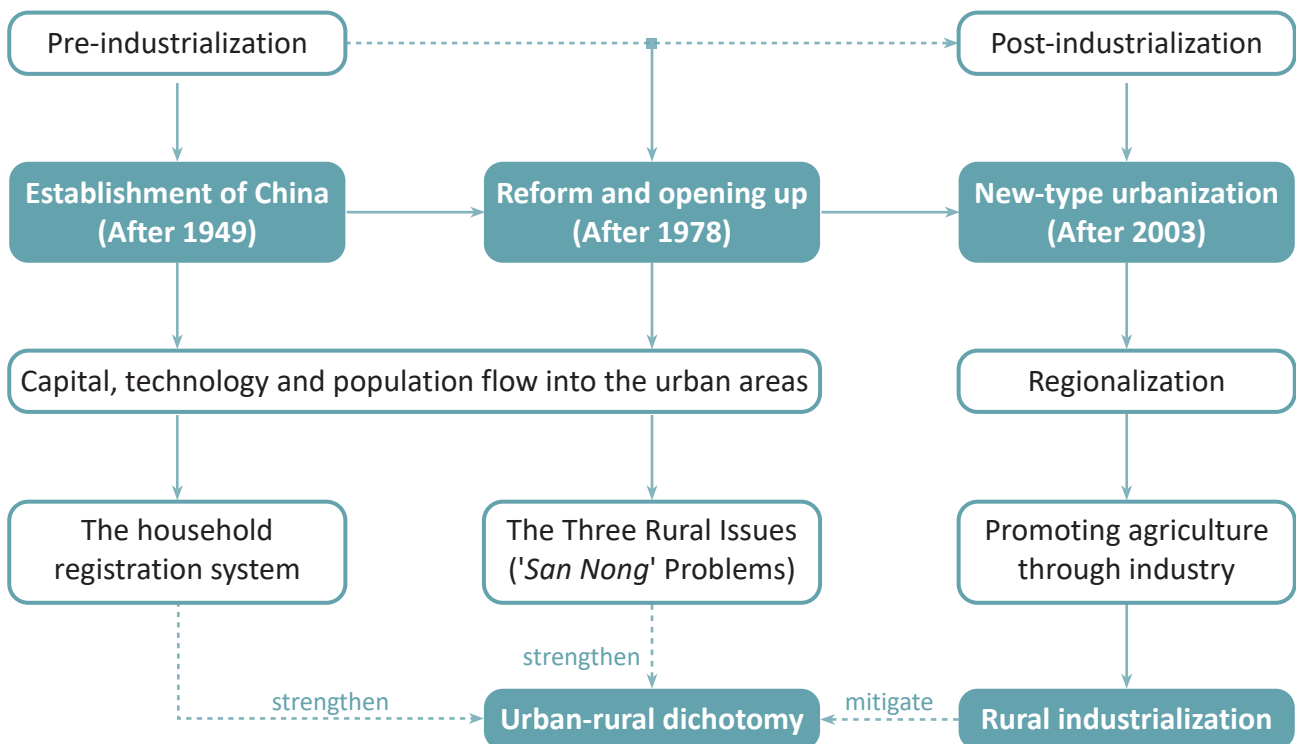 Pre-industrialization
Post-industrialization
Establishment of China
(After 1949)
Reform and opening up
(After 1978)
New-type urbanization
(After 2003)
Capital, technology and population flow into the urban areas
Regionalization
The household
registration system
The Three Rural Issues
('San Nong' Problems)
Promoting agriculture
through industry
strengthen
strengthen
mitigate
Urban-rural dichotomy
Rural industrialization